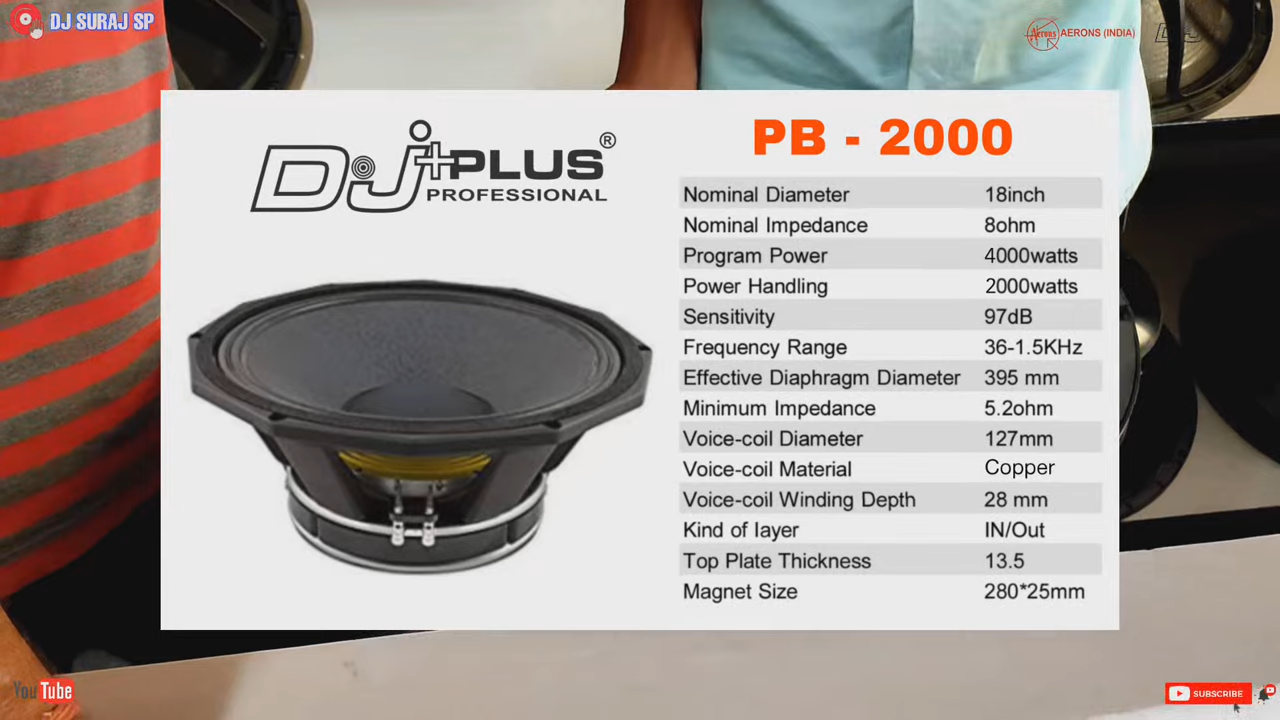 DJ SURAJ SP
Aerons AERONS (INDIA)
DJ+PLUS®
PROFESSIONAL
PB - 2000
Nominal Diameter 18inch
Nominal Impedance 8ohm
Program Power 4000watts
Power Handling 2000watts
Sensitivity 97dB
Frequency Range 36-1.5KHz
Effective Diaphragm Diameter 395 mm
Minimum Impedance 5.2ohm
Voice-coil Diameter 127mm
Voice-coil Material Copper
Voice-coil Winding Depth 28 mm
Kind of layer IN/Out
Top Plate Thickness 13.5
Magnet Size 280*25mm
YouTube
SUBSCRIBE